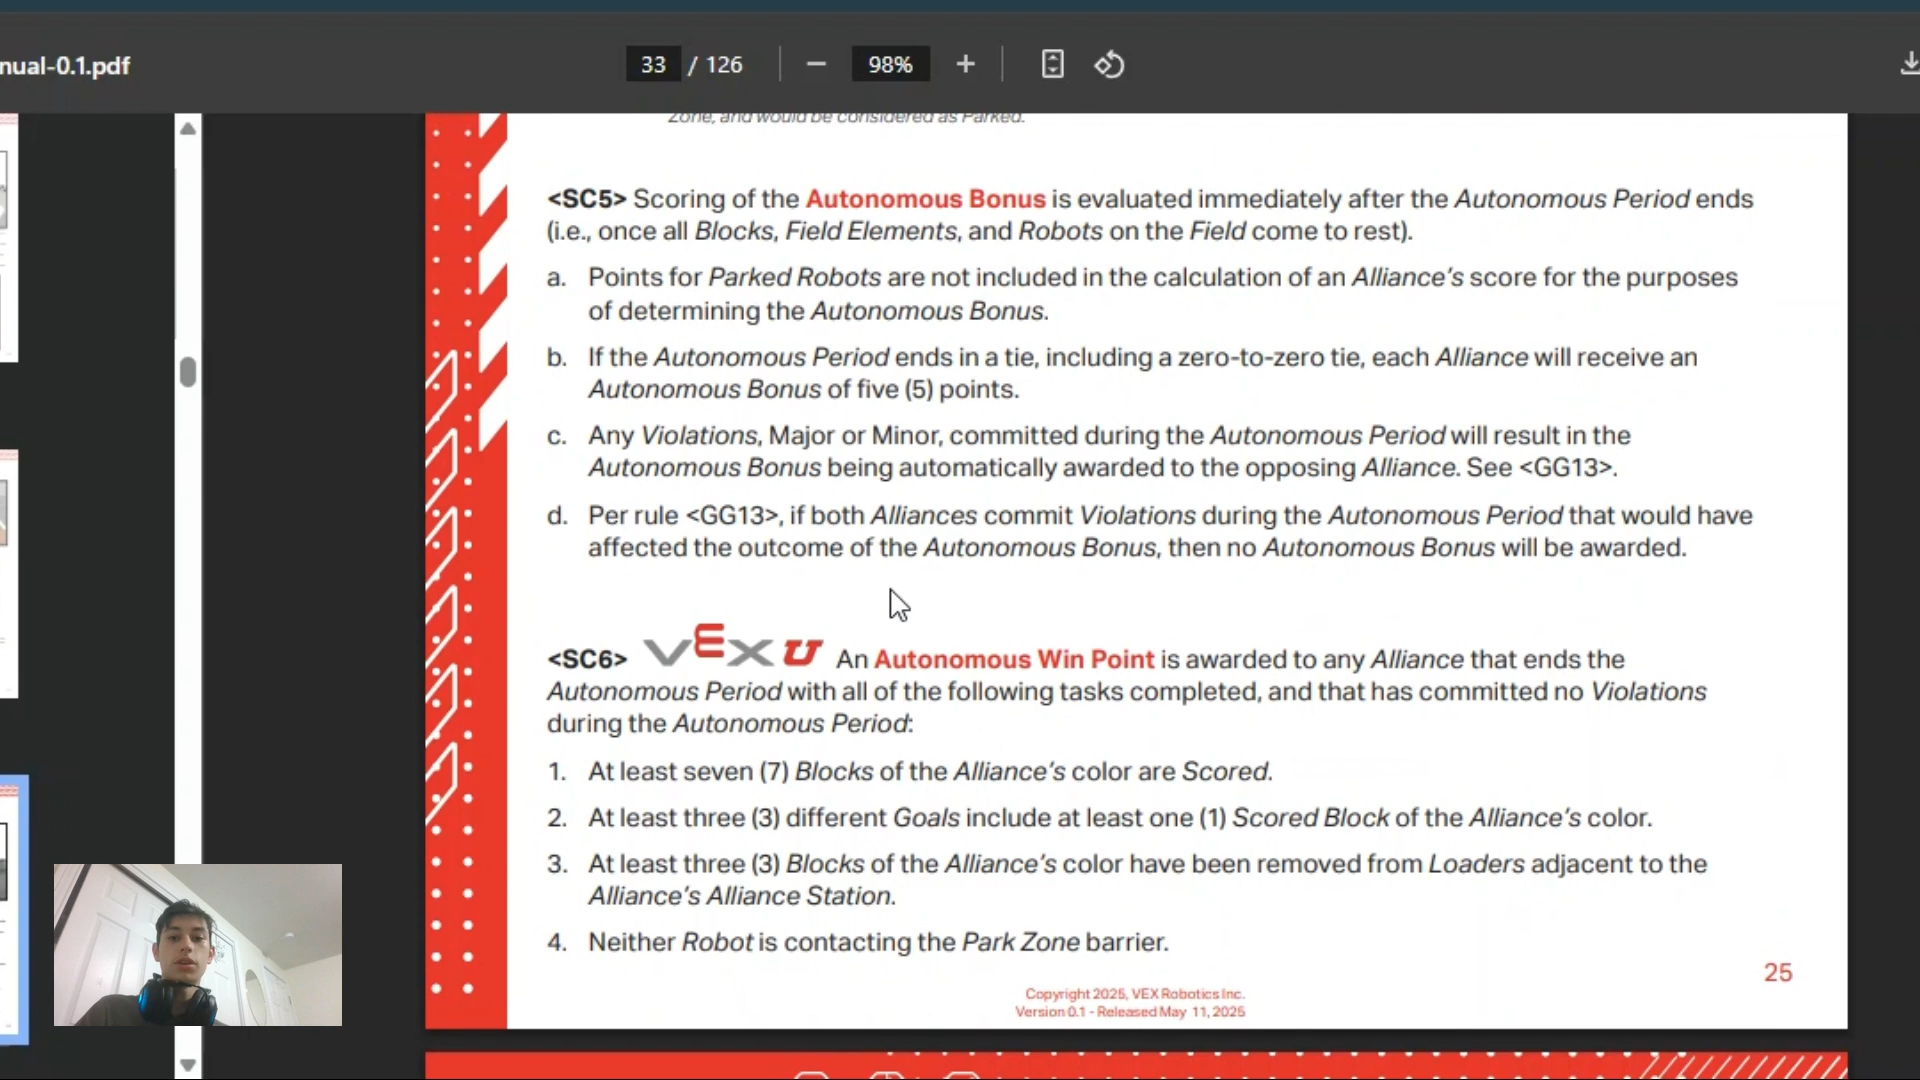 nual-0.1.pdf
33 / 126
98%
Zone, and would be considered as Parked.
<SC5> Scoring of the Autonomous Bonus is evaluated immediately after the Autonomous Period ends
(i.e., once all Blocks, Field Elements, and Robots on the Field come to rest).
a. Points for Parked Robots are not included in the calculation of an Alliance's score for the purposes
of determining the Autonomous Bonus.
b. If the Autonomous Period ends in a tie, including a zero-to-zero tie, each Alliance will receive an
Autonomous Bonus of five (5) points.
c. Any Violations, Major or Minor, committed during the Autonomous Period will result in the
Autonomous Bonus being automatically awarded to the opposing Alliance. See <GG13>.
d. Per rule <GG13>, if both Alliances commit Violations during the Autonomous Period that would have
affected the outcome of the Autonomous Bonus, then no Autonomous Bonus will be awarded.
<SC6> VEX U An Autonomous Win Point is awarded to any Alliance that ends the
Autonomous Period with all of the following tasks completed, and that has committed no Violations
during the Autonomous Period:
1. At least seven (7) Blocks of the Alliance's color are Scored.
2. At least three (3) different Goals include at least one (1) Scored Block of the Alliance's color.
3. At least three (3) Blocks of the Alliance's color have been removed from Loaders adjacent to the
Alliance's Alliance Station.
4. Neither Robot is contacting the Park Zone barrier.
25
Copyright 2025, VEX Robotics Inc.
Version 0.1 - Released May 11, 2025